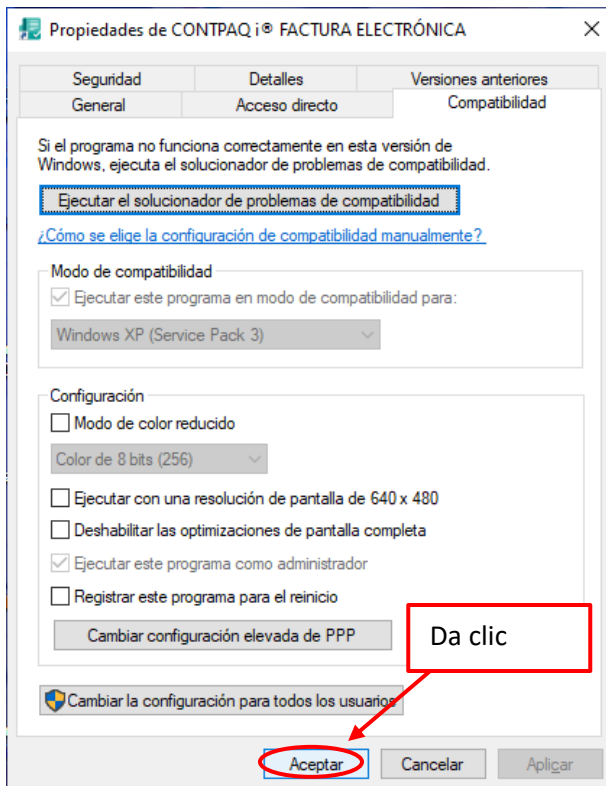 Propiedades de CONTPAQ i® FACTURA ELECTRÓNICA
Seguridad
Detalles
Versiones anteriores
General
Acceso directo
Compatibilidad
Si el programa no funciona correctamente en esta versión de
Windows, ejecuta el solucionador de problemas de compatibilidad.
Ejecutar el solucionador de problemas de compatibilidad
¿Cómo se elige la configuración de compatibilidad manualmente?
Modo de compatibilidad
Ejecutar este programa en modo de compatibilidad para:
Windows XP (Service Pack 3)
Configuración
Modo de color reducido
Color de 8 bits (256)
Ejecutar con una resolución de pantalla de 640 x 480
Deshabilitar las optimizaciones de pantalla completa
Ejecutar este programa como administrador
Registrar este programa para el reinicio
Cambiar configuración elevada de PPP
Da clic
Cambiar la configuración para todos los usuarios
Aceptar
Cancelar
Aplicar